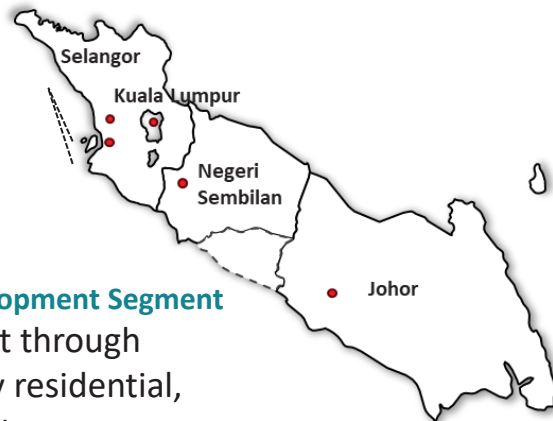 Selangor
Kuala Lumpur
Negeri
Sembilan
Johor
opment Segment
t through
residential,